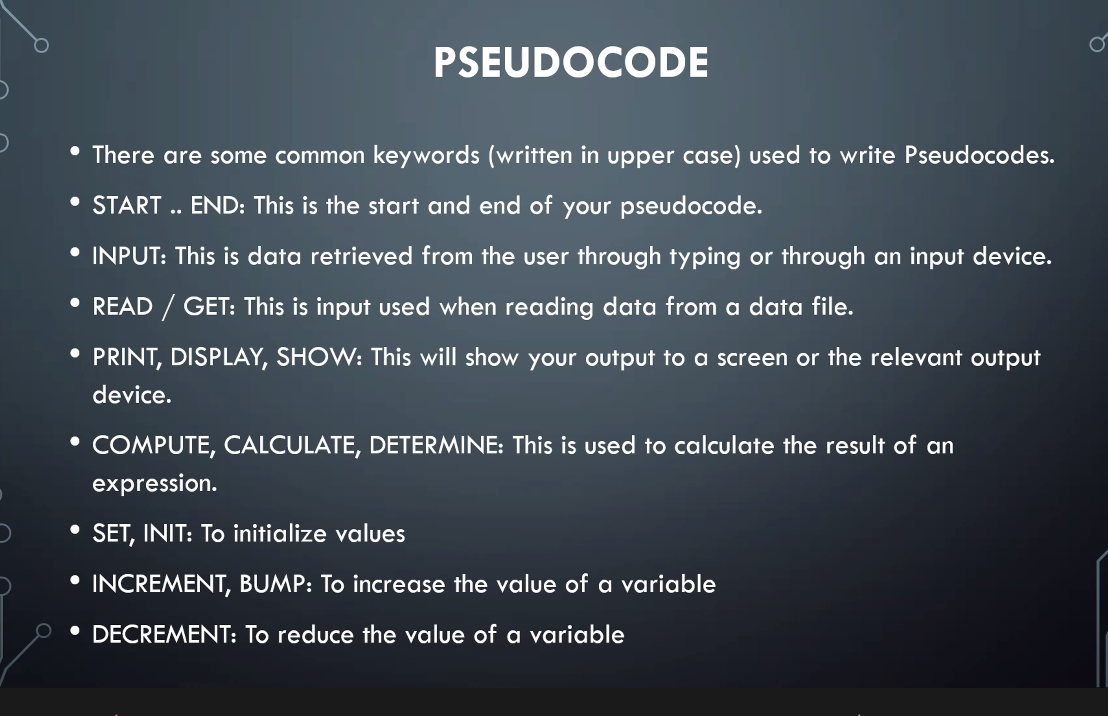 PSEUDOCODE
• There are some common keywords (written in upper case) used to write Pseudocodes.
• START .. END: This is the start and end of your pseudocode.
• INPUT: This is data retrieved from the user through typing or through an input device.
• READ / GET: This is input used when reading data from a data file.
• PRINT, DISPLAY, SHOW: This will show your output to a screen or the relevant output
device.
• COMPUTE, CALCULATE, DETERMINE: This is used to calculate the result of an
expression.
• SET, INIT: To initialize values
• INCREMENT, BUMP: To increase the value of a variable
• DECREMENT: To reduce the value of a variable